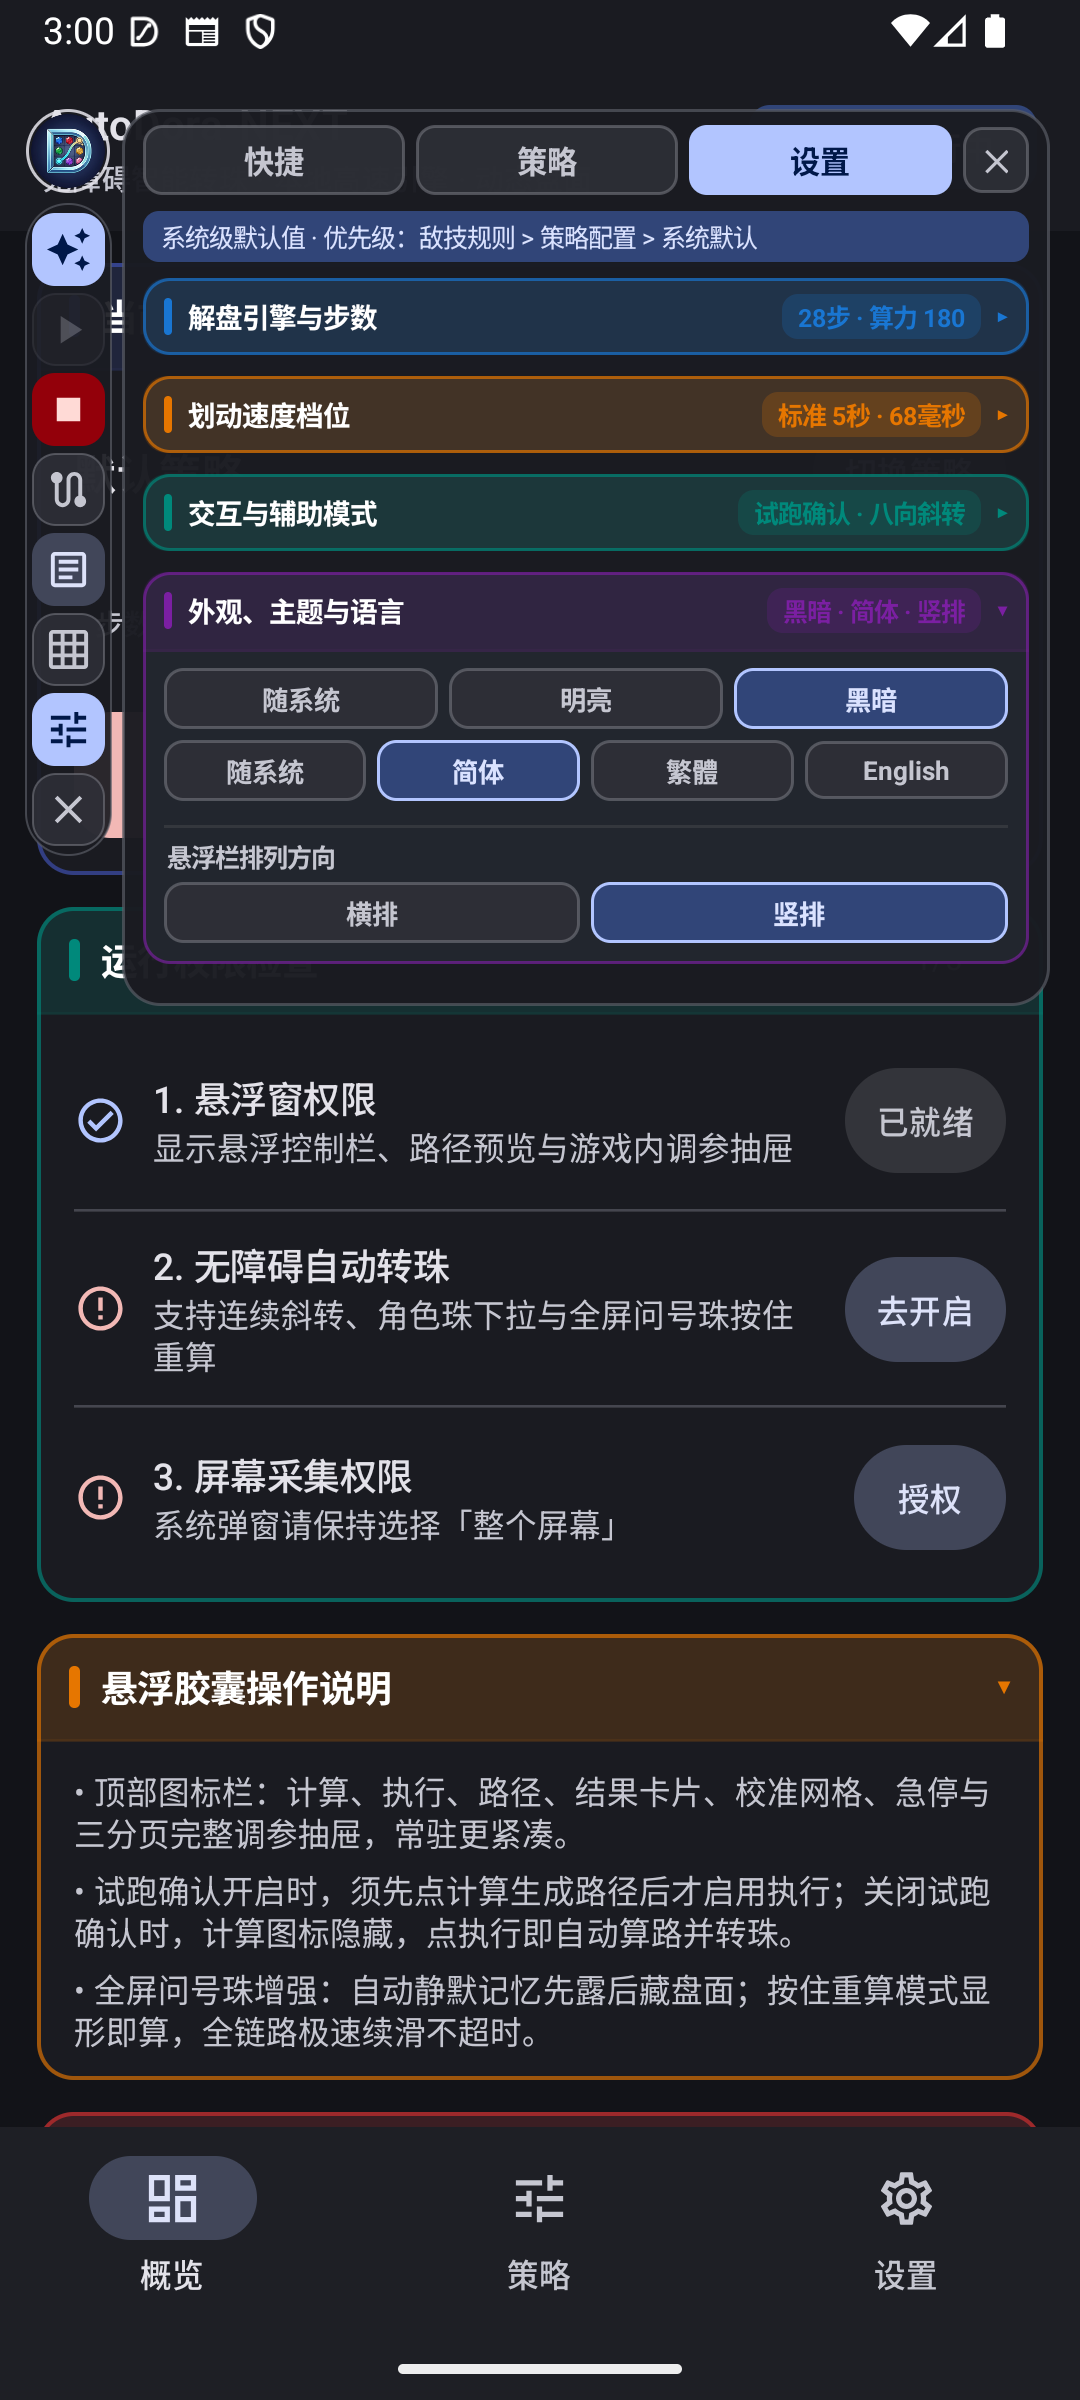 3:00
快捷
策略
设置
系统级默认值 · 优先级：敌技规则 > 策略配置 > 系统默认
解盘引擎与步数
28步 · 算力 180
划动速度档位
标准 5秒 · 68毫秒
交互与辅助模式
试跑确认 · 八向斜转
外观、主题与语言
黑暗 · 简体 · 竖排
随系统
明亮
黑暗
随系统
简体
繁體
English
悬浮栏排列方向
横排
竖排
运行权限检查
1. 悬浮窗权限
显示悬浮控制栏、路径预览与游戏内调参抽屉
已就绪
2. 无障碍自动转珠
支持连续斜转、角色珠下拉与全屏问号珠按住
重算
去开启
3. 屏幕采集权限
系统弹窗请保持选择「整个屏幕」
授权
悬浮胶囊操作说明
• 顶部图标栏：计算、执行、路径、结果卡片、校准网格、急停与
三分页完整调参抽屉，常驻更紧凑。
• 试跑确认开启时，须先点计算生成路径后才启用执行；关闭试跑
确认时，计算图标隐藏，点执行即自动算路并转珠。
• 全屏问号珠增强：自动静默记忆先露后藏盘面；按住重算模式显
形即算，全链路极速续滑不超时。
概览
策略
设置